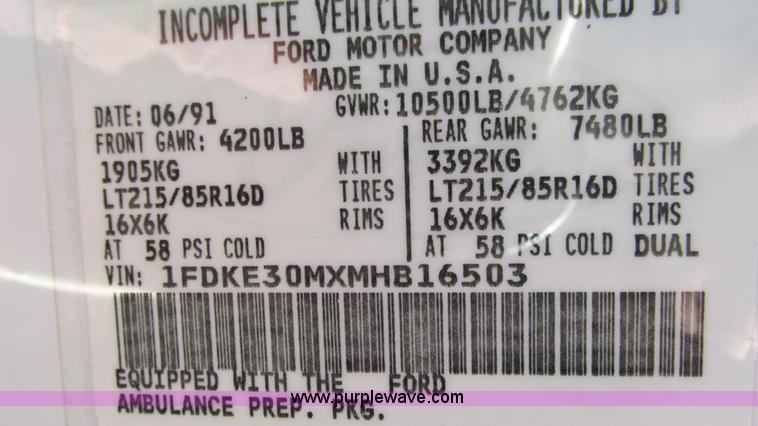 INCOMPLETE VEHICLE MANUFACTURED BY
FORD MOTOR COMPANY
MADE IN U.S.A.
DATE: 06/91 GVWR: 10500LB/4762KG
FRONT GAWR: 4200LB REAR GAWR: 7480LB
1905KG WITH 3392KG WITH
LT215/85R16D TIRES LT215/85R16D TIRES
16X6K RIMS 16X6K RIMS
AT 58 PSI COLD AT 58 PSI COLD DUAL
VIN: 1FDKE30MXMHB16503
EQUIPPED WITH THE FORD
AMBULANCE PREP. PKG.
www.purplewave.com